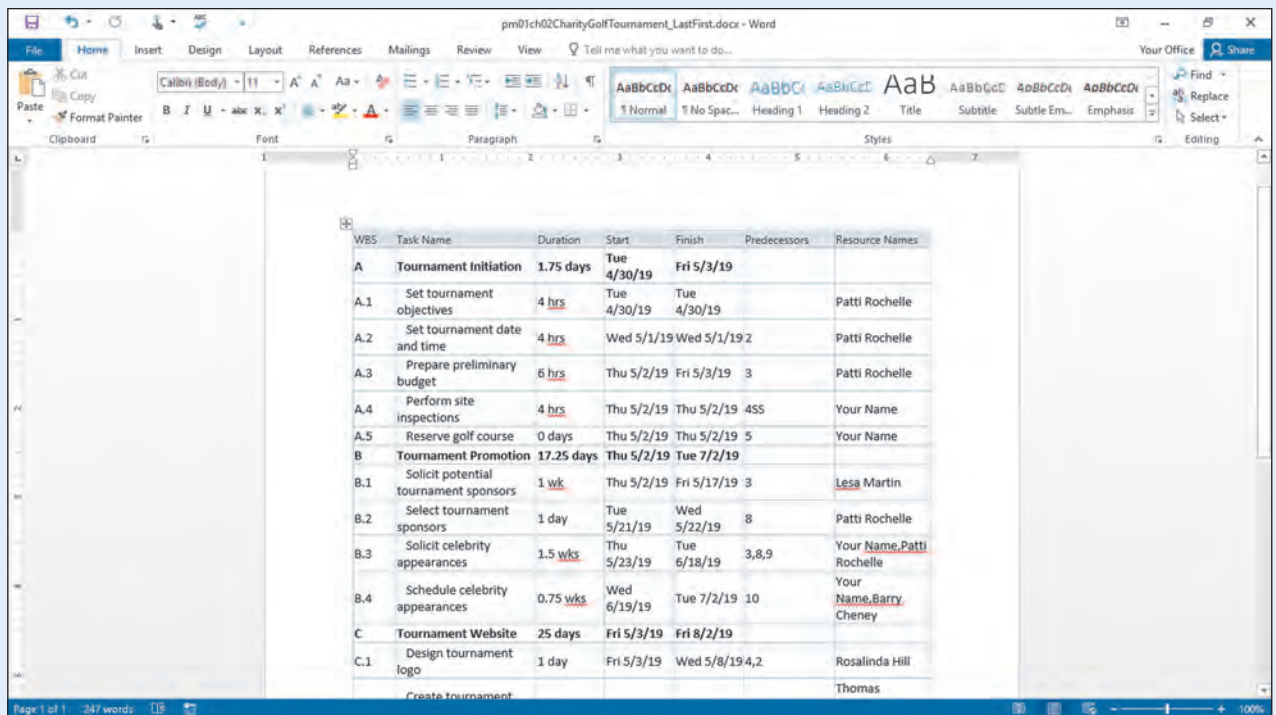 pm01ch02CharityGolfTournament_LastFirst.docx - Word
File Home Insert Design Layout References Mailings Review View Tell me what you want to do... Your Office Share
Cut
Copy
Format Painter
Paste
Calibri (Body) 11
AaBbCcDc AaBbCcDc AaBbCc AaBbCcC AaB AaBbCcC AaBbCcDc AaBbCcDc
¶ Normal ¶ No Spac... Heading 1 Heading 2 Title Subtitle Subtle Em... Emphasis
Find
Replace
Select
Clipboard Font Paragraph Styles Editing
1 1 2 3 4 5 6 7
WBS Task Name Duration Start Finish Predecessors Resource Names
A Tournament Initiation 1.75 days Tue 4/30/19 Fri 5/3/19
A.1 Set tournament objectives 4 hrs Tue 4/30/19 Tue 4/30/19 Patti Rochelle
A.2 Set tournament date and time 4 hrs Wed 5/1/19 Wed 5/1/19 2 Patti Rochelle
A.3 Prepare preliminary budget 6 hrs Thu 5/2/19 Fri 5/3/19 3 Patti Rochelle
A.4 Perform site inspections 4 hrs Thu 5/2/19 Thu 5/2/19 4SS Your Name
A.5 Reserve golf course 0 days Thu 5/2/19 Thu 5/2/19 5 Your Name
B Tournament Promotion 17.25 days Thu 5/2/19 Tue 7/2/19
B.1 Solicit potential tournament sponsors 1 wk Thu 5/2/19 Fri 5/17/19 3 Lesa Martin
B.2 Select tournament sponsors 1 day Tue 5/21/19 Wed 5/22/19 8 Patti Rochelle
B.3 Solicit celebrity appearances 1.5 wks Thu 5/23/19 Tue 6/18/19 3,8,9 Your Name,Patti Rochelle
B.4 Schedule celebrity appearances 0.75 wks Wed 6/19/19 Tue 7/2/19 10 Your Name,Barry Cheney
C Tournament Website 25 days Fri 5/3/19 Fri 8/2/19
C.1 Design tournament logo 1 day Fri 5/3/19 Wed 5/8/19 4,2 Rosalinda Hill
Create tournament Thomas
Page 1 of 1 247 words 100%